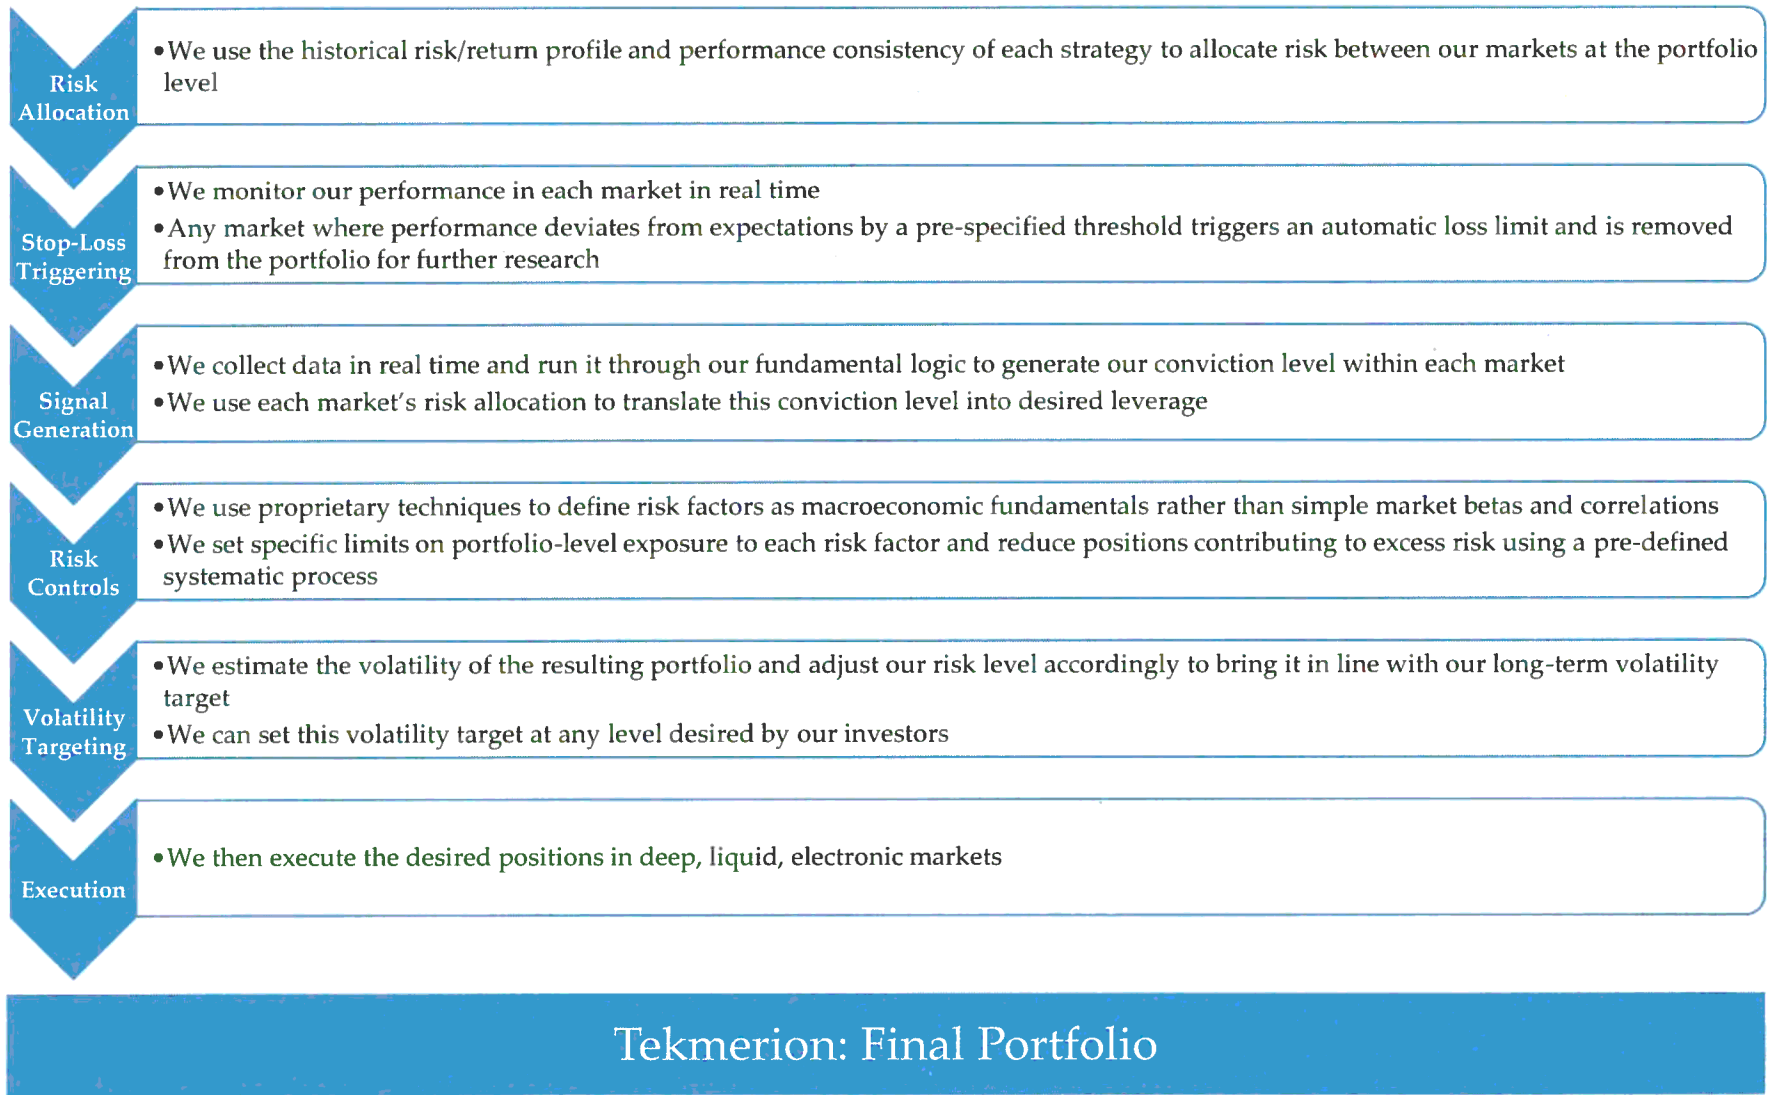 Risk
Allocation
•We use the historical risk/return profile and performance consistency of each strategy to allocate risk between our markets at the portfolio
level
Stop-Loss
Triggering
•We monitor our performance in each market in real time
•Any market where performance deviates from expectations by a pre-specified threshold triggers an automatic loss limit and is removed
from the portfolio for further research
Signal
Generation
•We collect data in real time and run it through our fundamental logic to generate our conviction level within each market
•We use each market's risk allocation to translate this conviction level into desired leverage
Risk
Controls
•We use proprietary techniques to define risk factors as macroeconomic fundamentals rather than simple market betas and correlations
•We set specific limits on portfolio-level exposure to each risk factor and reduce positions contributing to excess risk using a pre-defined
systematic process
Volatility
Targeting
•We estimate the volatility of the resulting portfolio and adjust our risk level accordingly to bring it in line with our long-term volatility
target
•We can set this volatility target at any level desired by our investors
Execution
•We then execute the desired positions in deep, liquid, electronic markets
Tekmerion: Final Portfolio